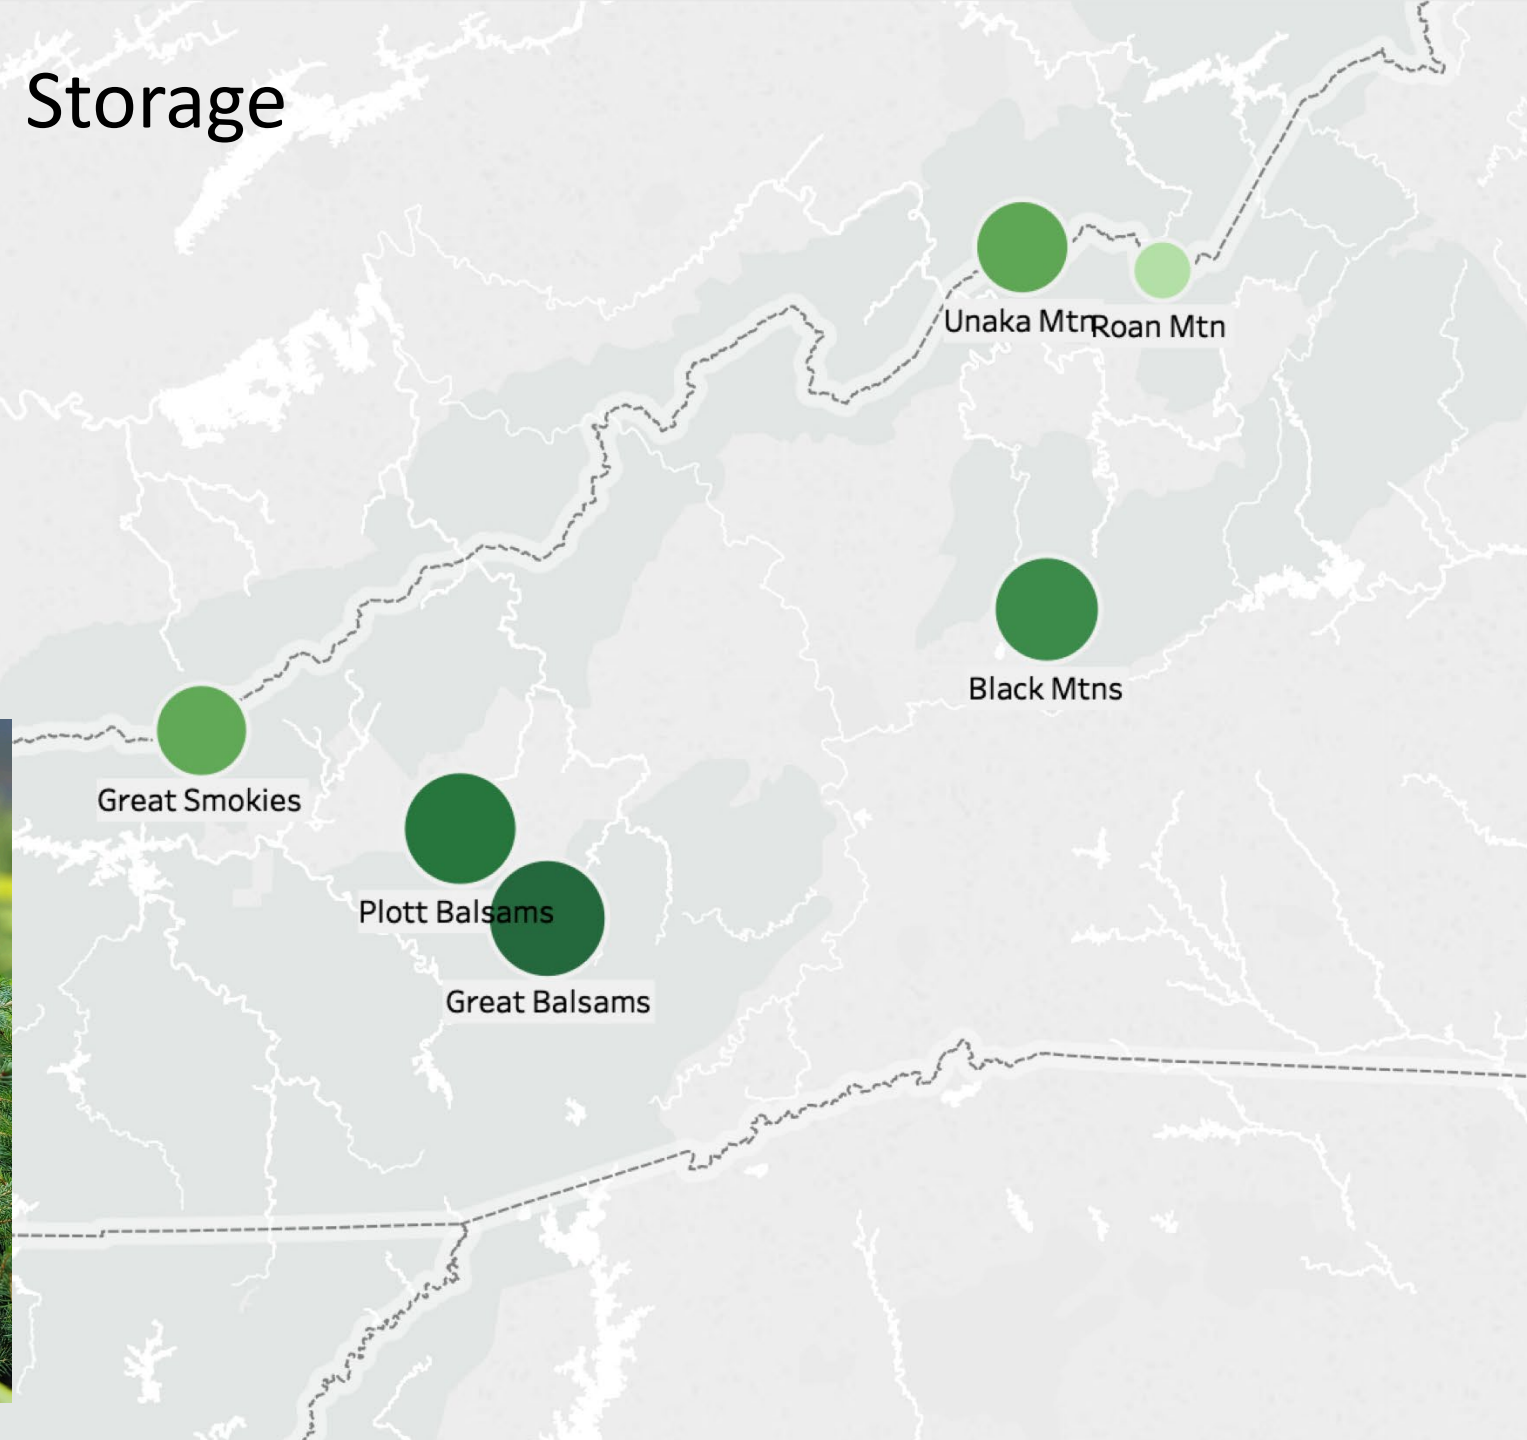 Storage
Unaka Mtn
Roan Mtn
Black Mtns
Great Smokies
Plott Balsams
Great Balsams